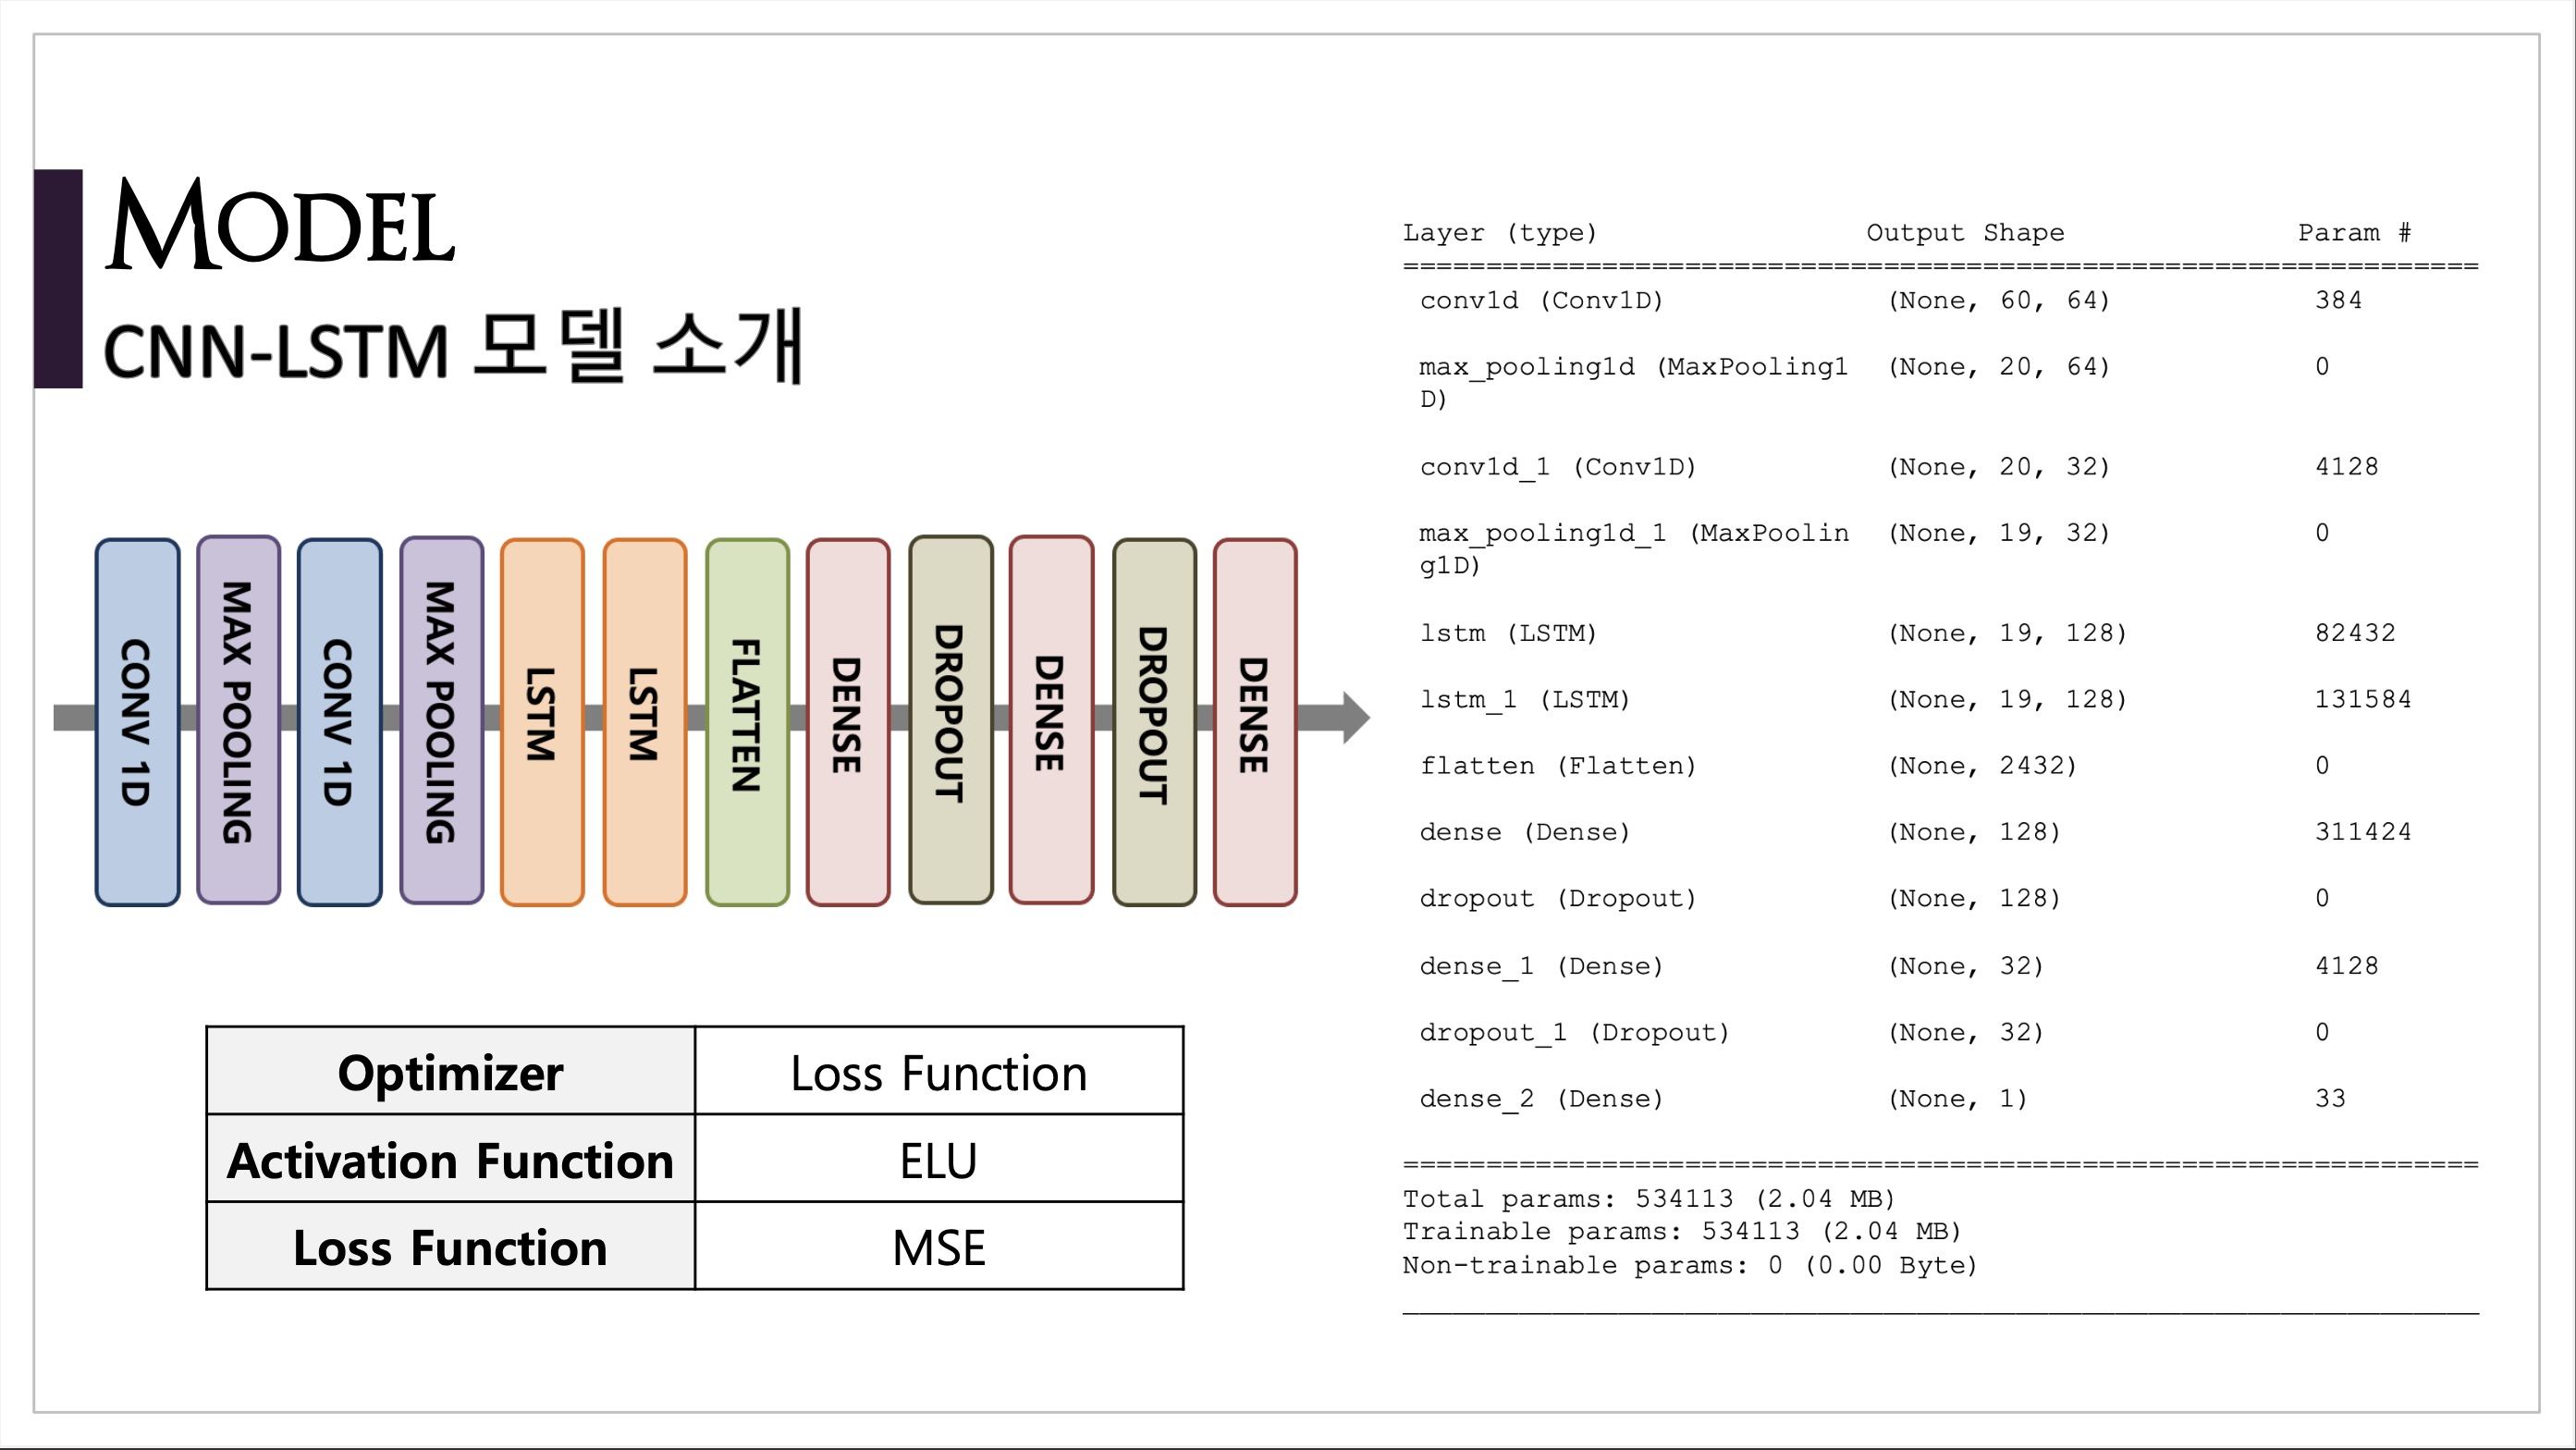 MODEL
CNN-LSTM 모델 소개
CONV 1D
MAX POOLING
CONV 1D
MAX POOLING
LSTM
LSTM
FLATTEN
DENSE
DROPOUT
DENSE
DROPOUT
DENSE
Optimizer Loss Function
Activation Function ELU
Loss Function MSE
Layer (type) Output Shape Param #
=================================================================
conv1d (Conv1D) (None, 60, 64) 384
max_pooling1d (MaxPooling1 (None, 20, 64) 0
D)
conv1d_1 (Conv1D) (None, 20, 32) 4128
max_pooling1d_1 (MaxPoolin (None, 19, 32) 0
g1D)
lstm (LSTM) (None, 19, 128) 82432
lstm_1 (LSTM) (None, 19, 128) 131584
flatten (Flatten) (None, 2432) 0
dense (Dense) (None, 128) 311424
dropout (Dropout) (None, 128) 0
dense_1 (Dense) (None, 32) 4128
dropout_1 (Dropout) (None, 32) 0
dense_2 (Dense) (None, 1) 33
=================================================================
Total params: 534113 (2.04 MB)
Trainable params: 534113 (2.04 MB)
Non-trainable params: 0 (0.00 Byte)
_________________________________________________________________